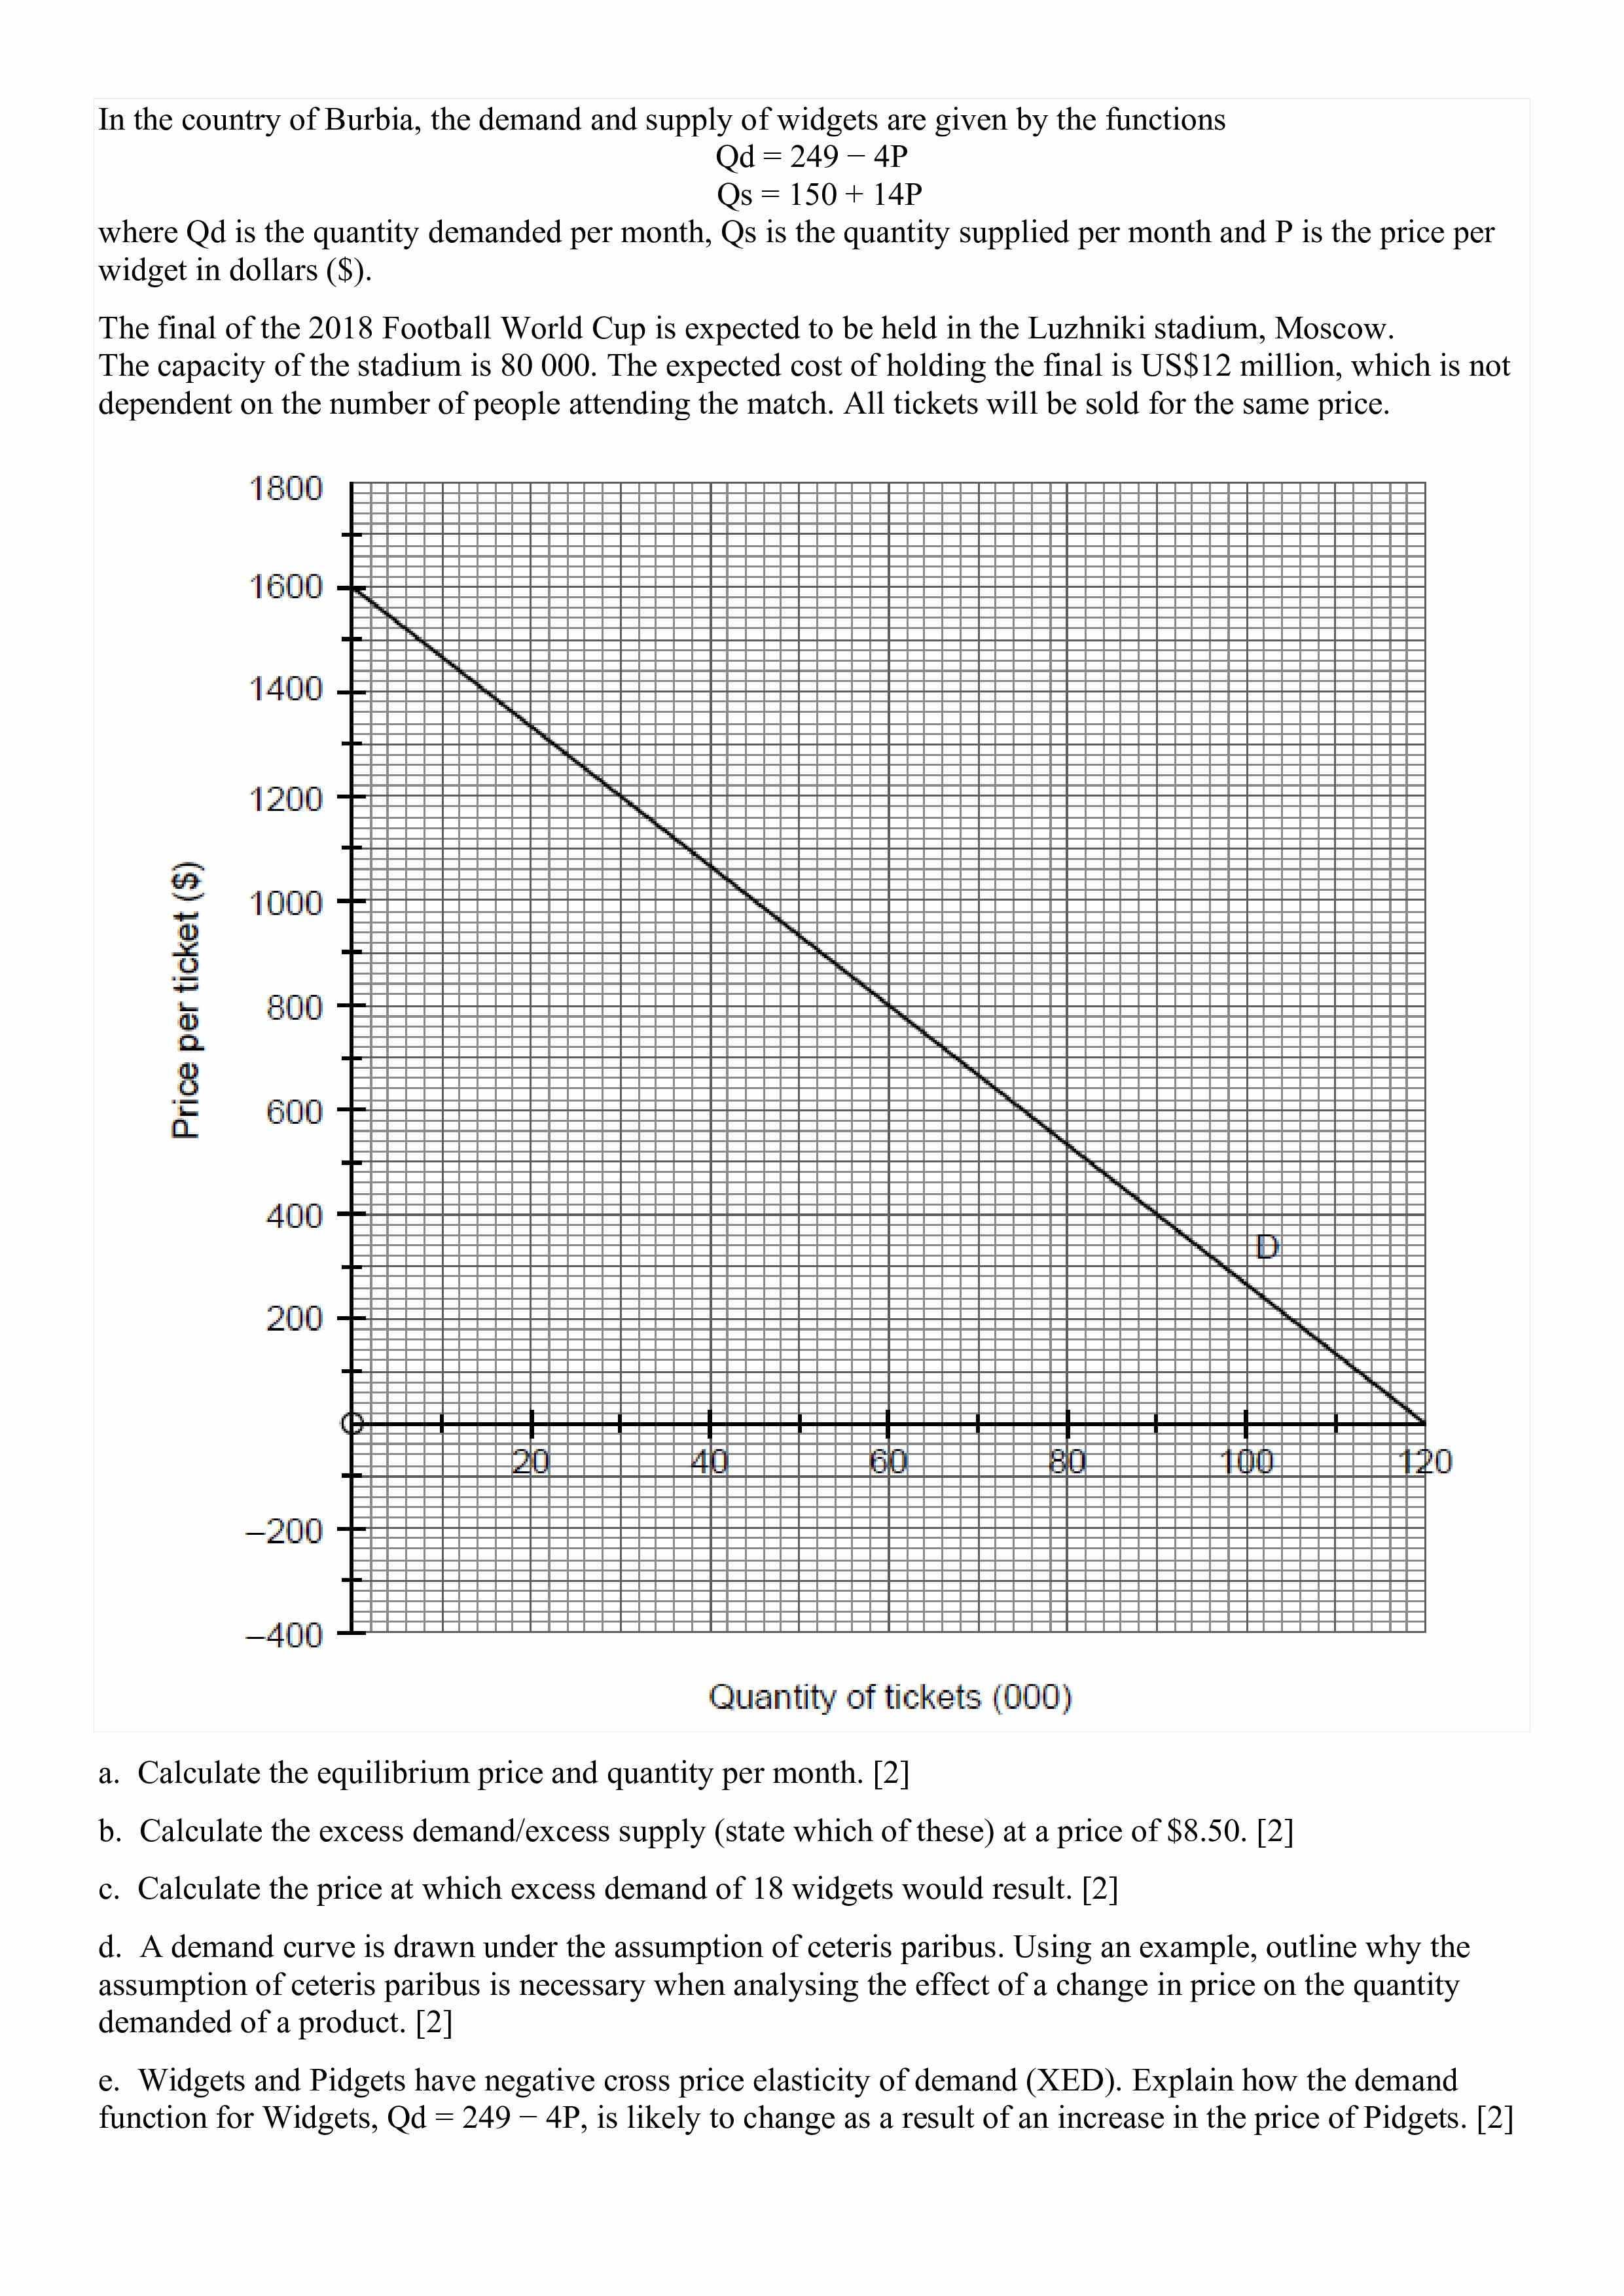 In the country of Burbia, the demand and supply of widgets are given by the functions
Qd = 249 − 4P
Qs = 150 + 14P
where Qd is the quantity demanded per month, Qs is the quantity supplied per month and P is the price per
widget in dollars ($).
The final of the 2018 Football World Cup is expected to be held in the Luzhniki stadium, Moscow.
The capacity of the stadium is 80 000. The expected cost of holding the final is US$12 million, which is not
dependent on the number of people attending the match. All tickets will be sold for the same price.
1800
1600
1400
1200
1000
800
600
400
200
–200
–400
Price per ticket ($)
D
O
20 40 60 80 100 120
Quantity of tickets (000)
a. Calculate the equilibrium price and quantity per month. [2]
b. Calculate the excess demand/excess supply (state which of these) at a price of $8.50. [2]
c. Calculate the price at which excess demand of 18 widgets would result. [2]
d. A demand curve is drawn under the assumption of ceteris paribus. Using an example, outline why the
assumption of ceteris paribus is necessary when analysing the effect of a change in price on the quantity
demanded of a product. [2]
e. Widgets and Pidgets have negative cross price elasticity of demand (XED). Explain how the demand
function for Widgets, Qd = 249 − 4P, is likely to change as a result of an increase in the price of Pidgets. [2]